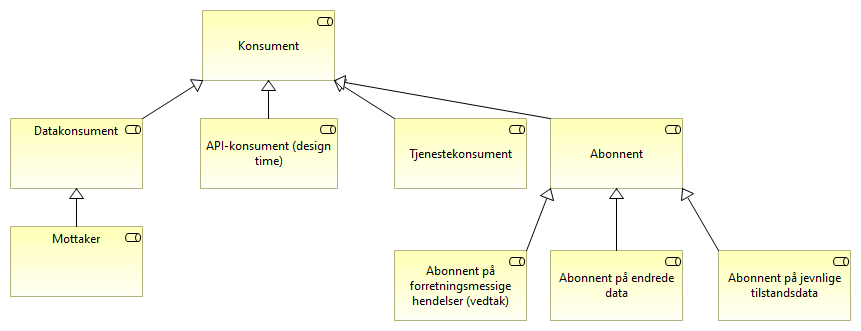 Konsument
Datakonsument
API-konsument (design
time)
Tjenestekonsument
Abonnent
Mottaker
Abonnent på
forretningsmessige
hendelser (vedtak)
Abonnent på endrede
data
Abonnent på jevnlige
tilstandsdata